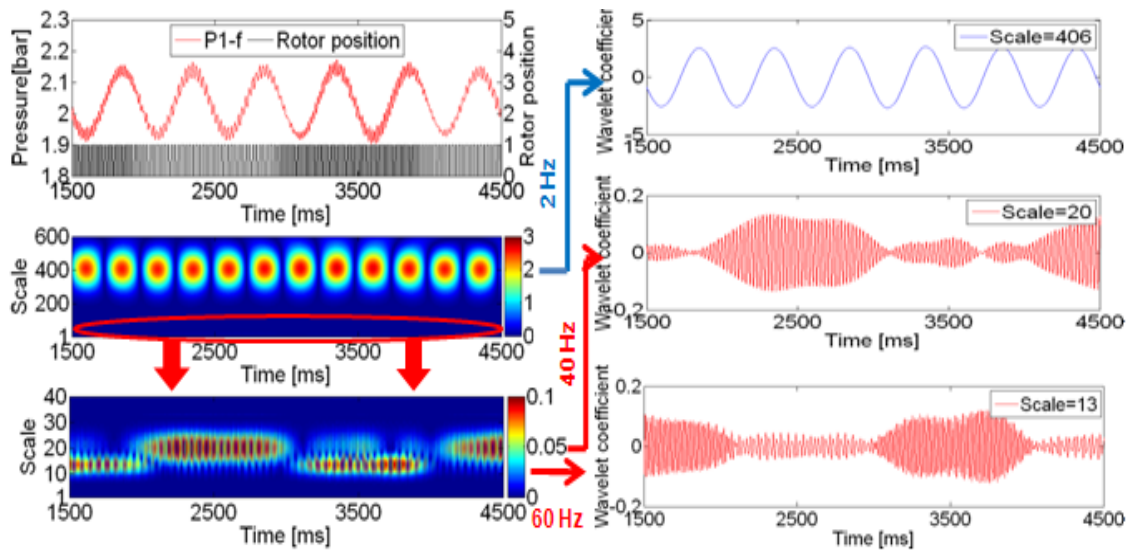 2.3
2.2
2.1
2
1.9
1.8
Pressure[bar]
P1-f
Rotor position
5
4
3
2
1
0
Rotor position
1500 2500 3500 4500
Time [ms]
600
400
200
1
Scale
3
2
1
0
1500 2500 3500 4500
Time [ms]
40
30
20
10
1
Scale
0.1
0.05
0
1500 2500 3500 4500
Time [ms]
2 Hz
40 Hz
60 Hz
5
0
-5
Wavelet coefficier
Scale=406
1500 2500 3500 4500
Time [ms]
0.2
0
-0.2
Wavelet coefficient
Scale=20
1500 2500 3500 4500
Time [ms]
0.2
0
-0.2
Wavelet coefficient
Scale=13
1500 2500 3500 4500
Time [ms]